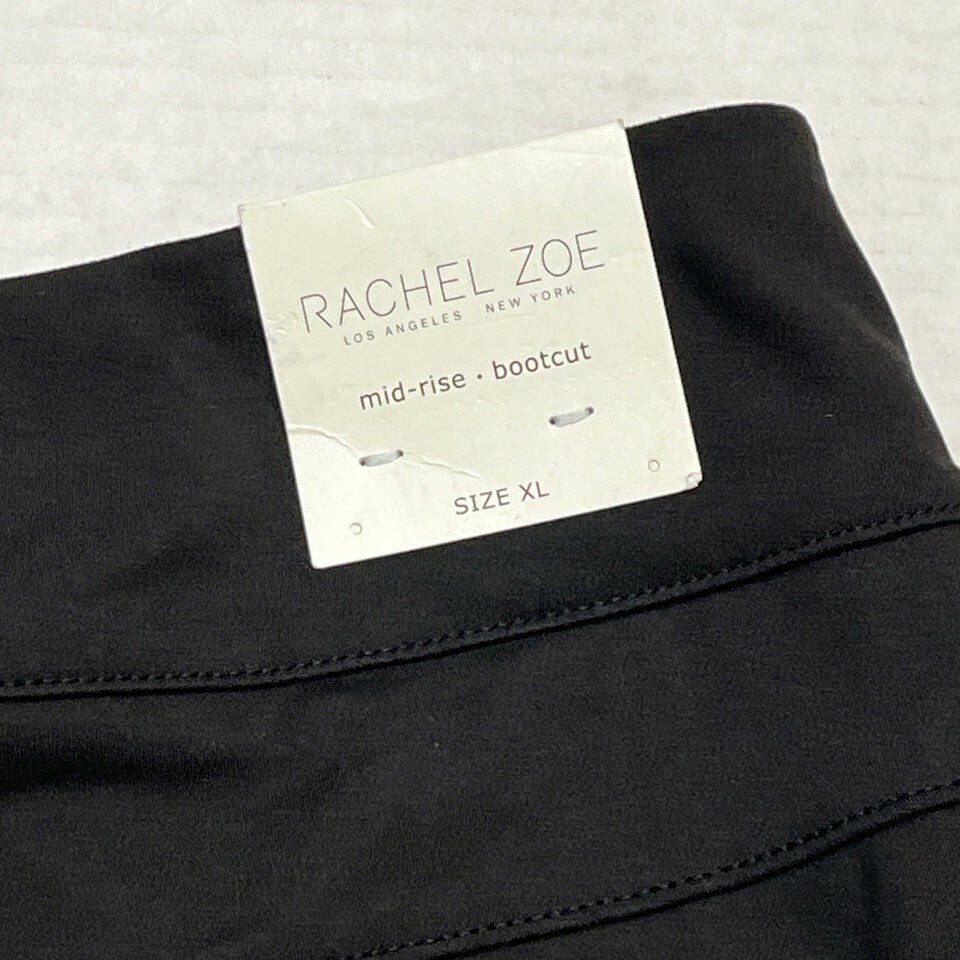 RACHEL ZOE
LOS ANGELES NEW YORK
mid-rise · bootcut
SIZE XL